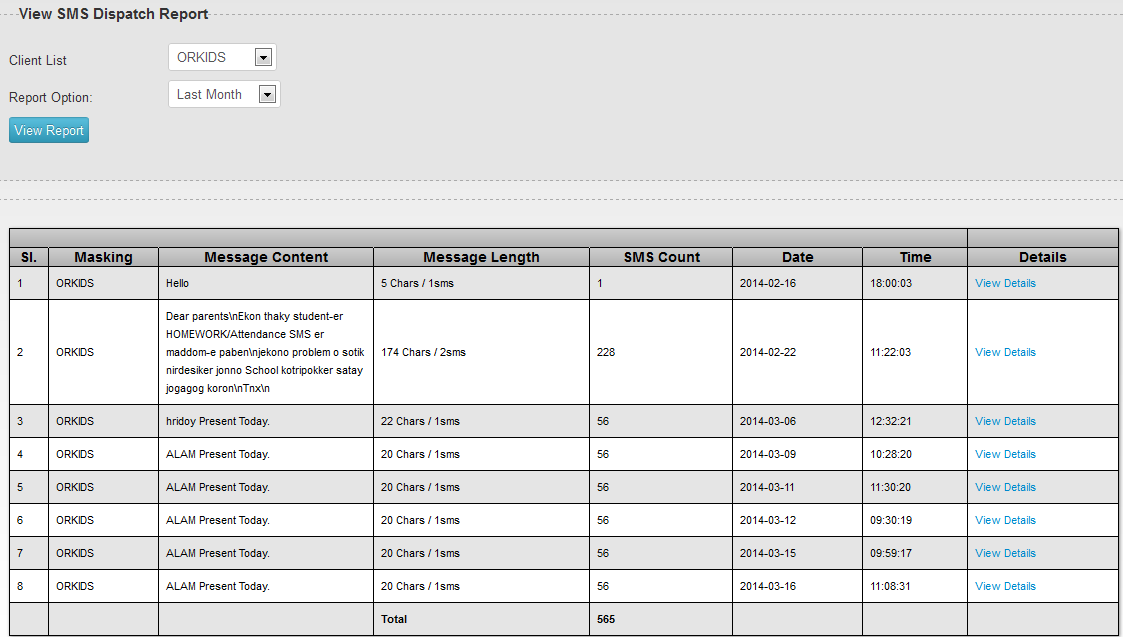 View SMS Dispatch Report
Client List ORKIDS
Report Option: Last Month
View Report
Sl. Masking Message Content Message Length SMS Count Date Time Details
1 ORKIDS Hello 5 Chars / 1sms 1 2014-02-16 18:00:03 View Details
Dear parents\nEkon thaky student-er
HOMEWORK/Attendance SMS er
2 ORKIDS maddom-e paben\njekono problem o sotik 174 Chars / 2sms 228 2014-02-22 11:22:03 View Details
nirdesiker jonno School kotripokker satay
jogagog koron\nTnx\n
3 ORKIDS hridoy Present Today. 22 Chars / 1sms 56 2014-03-06 12:32:21 View Details
4 ORKIDS ALAM Present Today. 20 Chars / 1sms 56 2014-03-09 10:28:20 View Details
5 ORKIDS ALAM Present Today. 20 Chars / 1sms 56 2014-03-11 11:30:20 View Details
6 ORKIDS ALAM Present Today. 20 Chars / 1sms 56 2014-03-12 09:30:19 View Details
7 ORKIDS ALAM Present Today. 20 Chars / 1sms 56 2014-03-15 09:59:17 View Details
8 ORKIDS ALAM Present Today. 20 Chars / 1sms 56 2014-03-16 11:08:31 View Details
Total 565